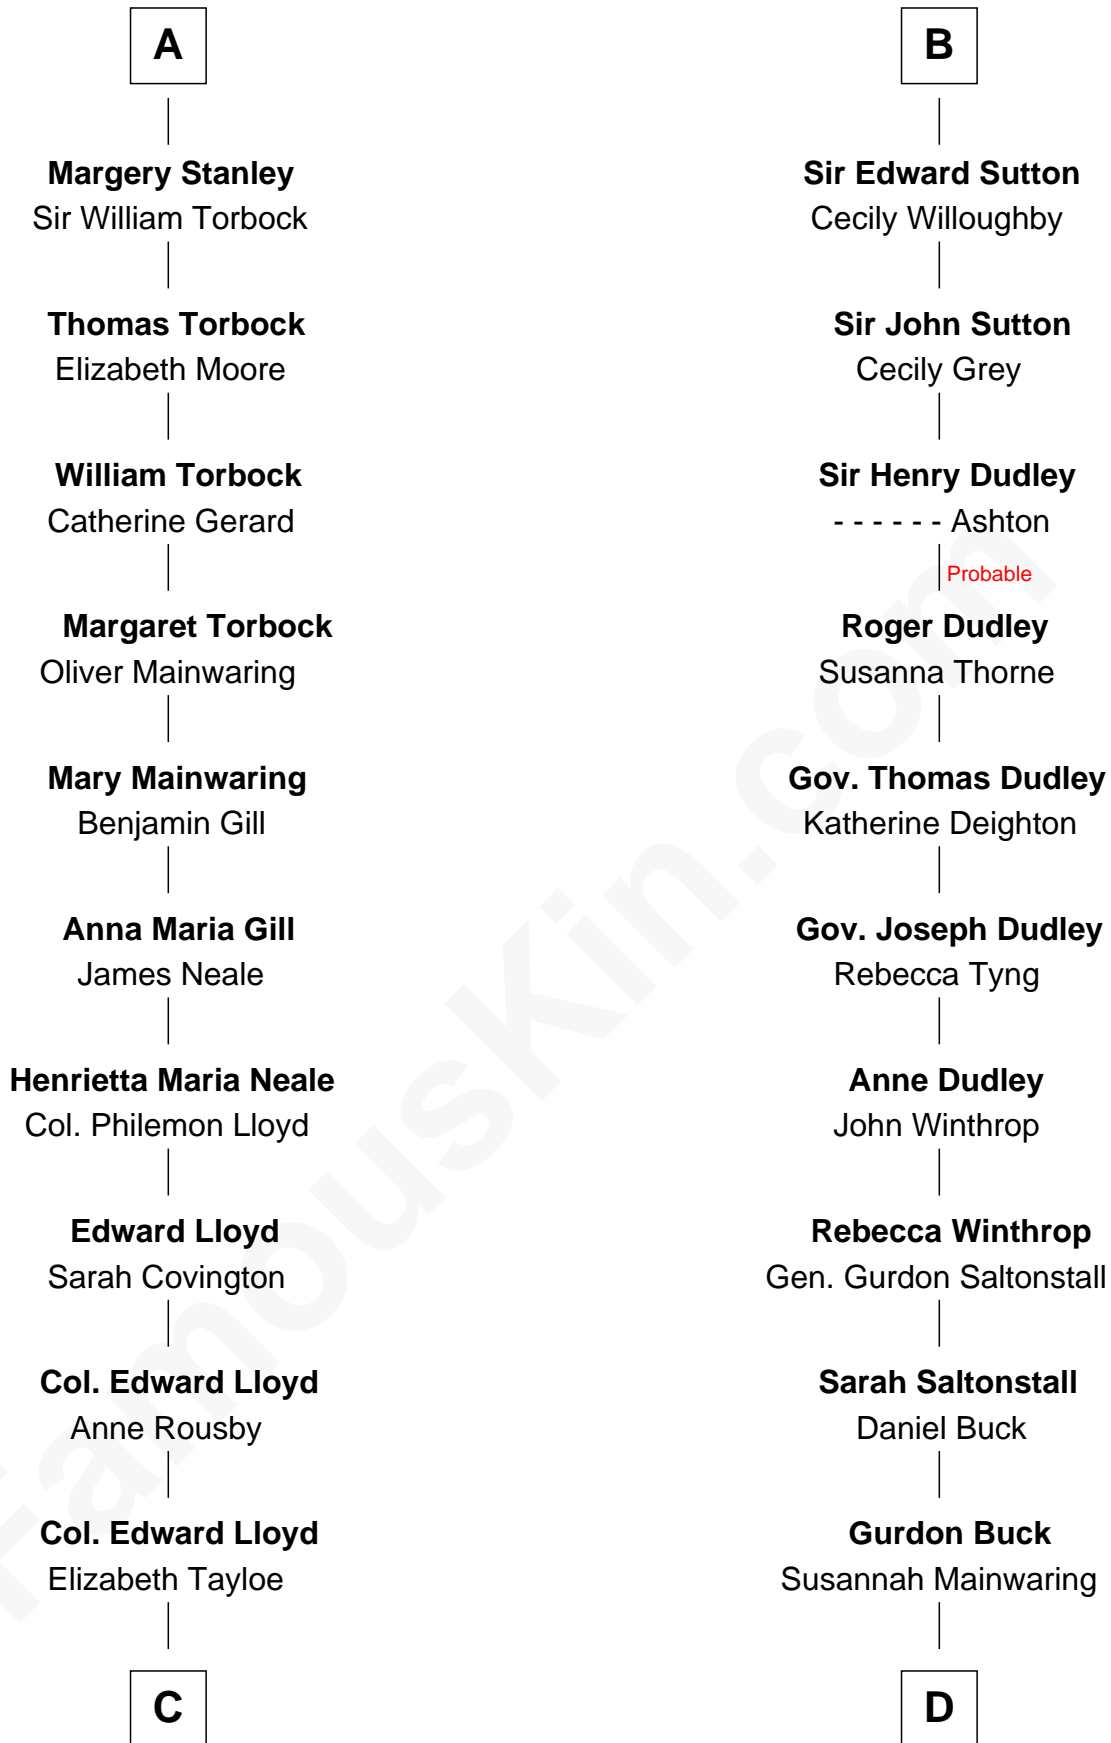 A
Margery Stanley
Sir William Torbock
Thomas Torbock
Elizabeth Moore
William Torbock
Catherine Gerard
Margaret Torbock
Oliver Mainwaring
Mary Mainwaring
Benjamin Gill
Anna Maria Gill
James Neale
Henrietta Maria Neale
Col. Philemon Lloyd
Edward Lloyd
Sarah Covington
Col. Edward Lloyd
Anne Rousby
Col. Edward Lloyd
Elizabeth Tayloe
C
B
Sir Edward Sutton
Cecily Willoughby
Sir John Sutton
Cecily Grey
Sir Henry Dudley
- - - - - - Ashton
Probable
Roger Dudley
Susanna Thorne
Gov. Thomas Dudley
Katherine Deighton
Gov. Joseph Dudley
Rebecca Tyng
Anne Dudley
John Winthrop
Rebecca Winthrop
Gen. Gurdon Saltonstall
Sarah Saltonstall
Daniel Buck
Gurdon Buck
Susannah Mainwaring
D
FamousKin.com